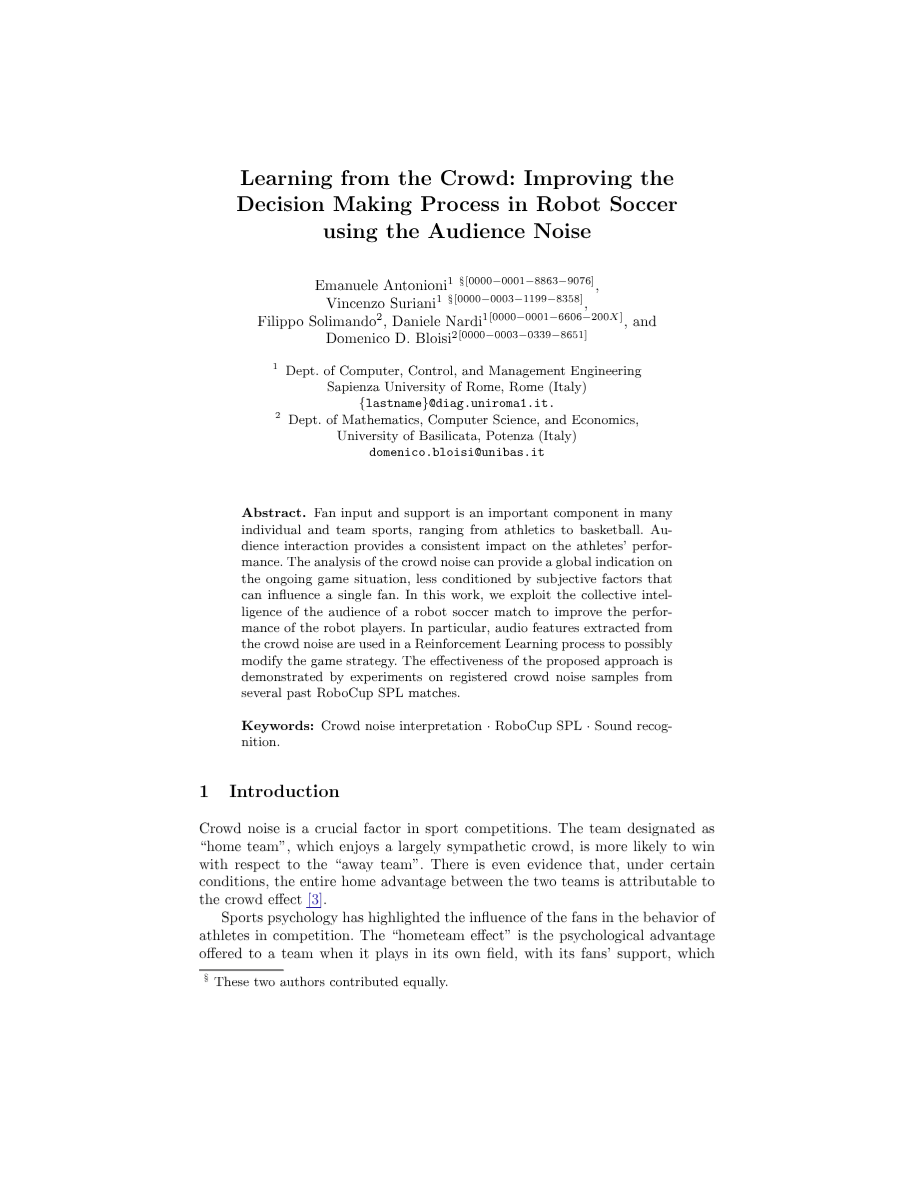 Learning from the Crowd: Improving the
Decision Making Process in Robot Soccer
using the Audience Noise
Emanuele Antonioni1 §[0000−0001−8863−9076],
Vincenzo Suriani1 §[0000−0003−1199−8358],
Filippo Solimando2, Daniele Nardi1[0000−0001−6606−200X], and
Domenico D. Bloisi2[0000−0003−0339−8651]
1 Dept. of Computer, Control, and Management Engineering
Sapienza University of Rome, Rome (Italy)
{lastname}@diag.uniroma1.it.
2 Dept. of Mathematics, Computer Science, and Economics,
University of Basilicata, Potenza (Italy)
domenico.bloisi@unibas.it
Abstract. Fan input and support is an important component in many
individual and team sports, ranging from athletics to basketball. Au-
dience interaction provides a consistent impact on the athletes’ perfor-
mance. The analysis of the crowd noise can provide a global indication on
the ongoing game situation, less conditioned by subjective factors that
can influence a single fan. In this work, we exploit the collective intel-
ligence of the audience of a robot soccer match to improve the perfor-
mance of the robot players. In particular, audio features extracted from
the crowd noise are used in a Reinforcement Learning process to possibly
modify the game strategy. The effectiveness of the proposed approach is
demonstrated by experiments on registered crowd noise samples from
several past RoboCup SPL matches.
Keywords: Crowd noise interpretation · RoboCup SPL · Sound recog-
nition.
1 Introduction
Crowd noise is a crucial factor in sport competitions. The team designated as
“home team”, which enjoys a largely sympathetic crowd, is more likely to win
with respect to the “away team”. There is even evidence that, under certain
conditions, the entire home advantage between the two teams is attributable to
the crowd effect [3].
Sports psychology has highlighted the influence of the fans in the behavior of
athletes in competition. The “hometeam effect” is the psychological advantage
offered to a team when it plays in its own field, with its fans’ support, which
§ These two authors contributed equally.